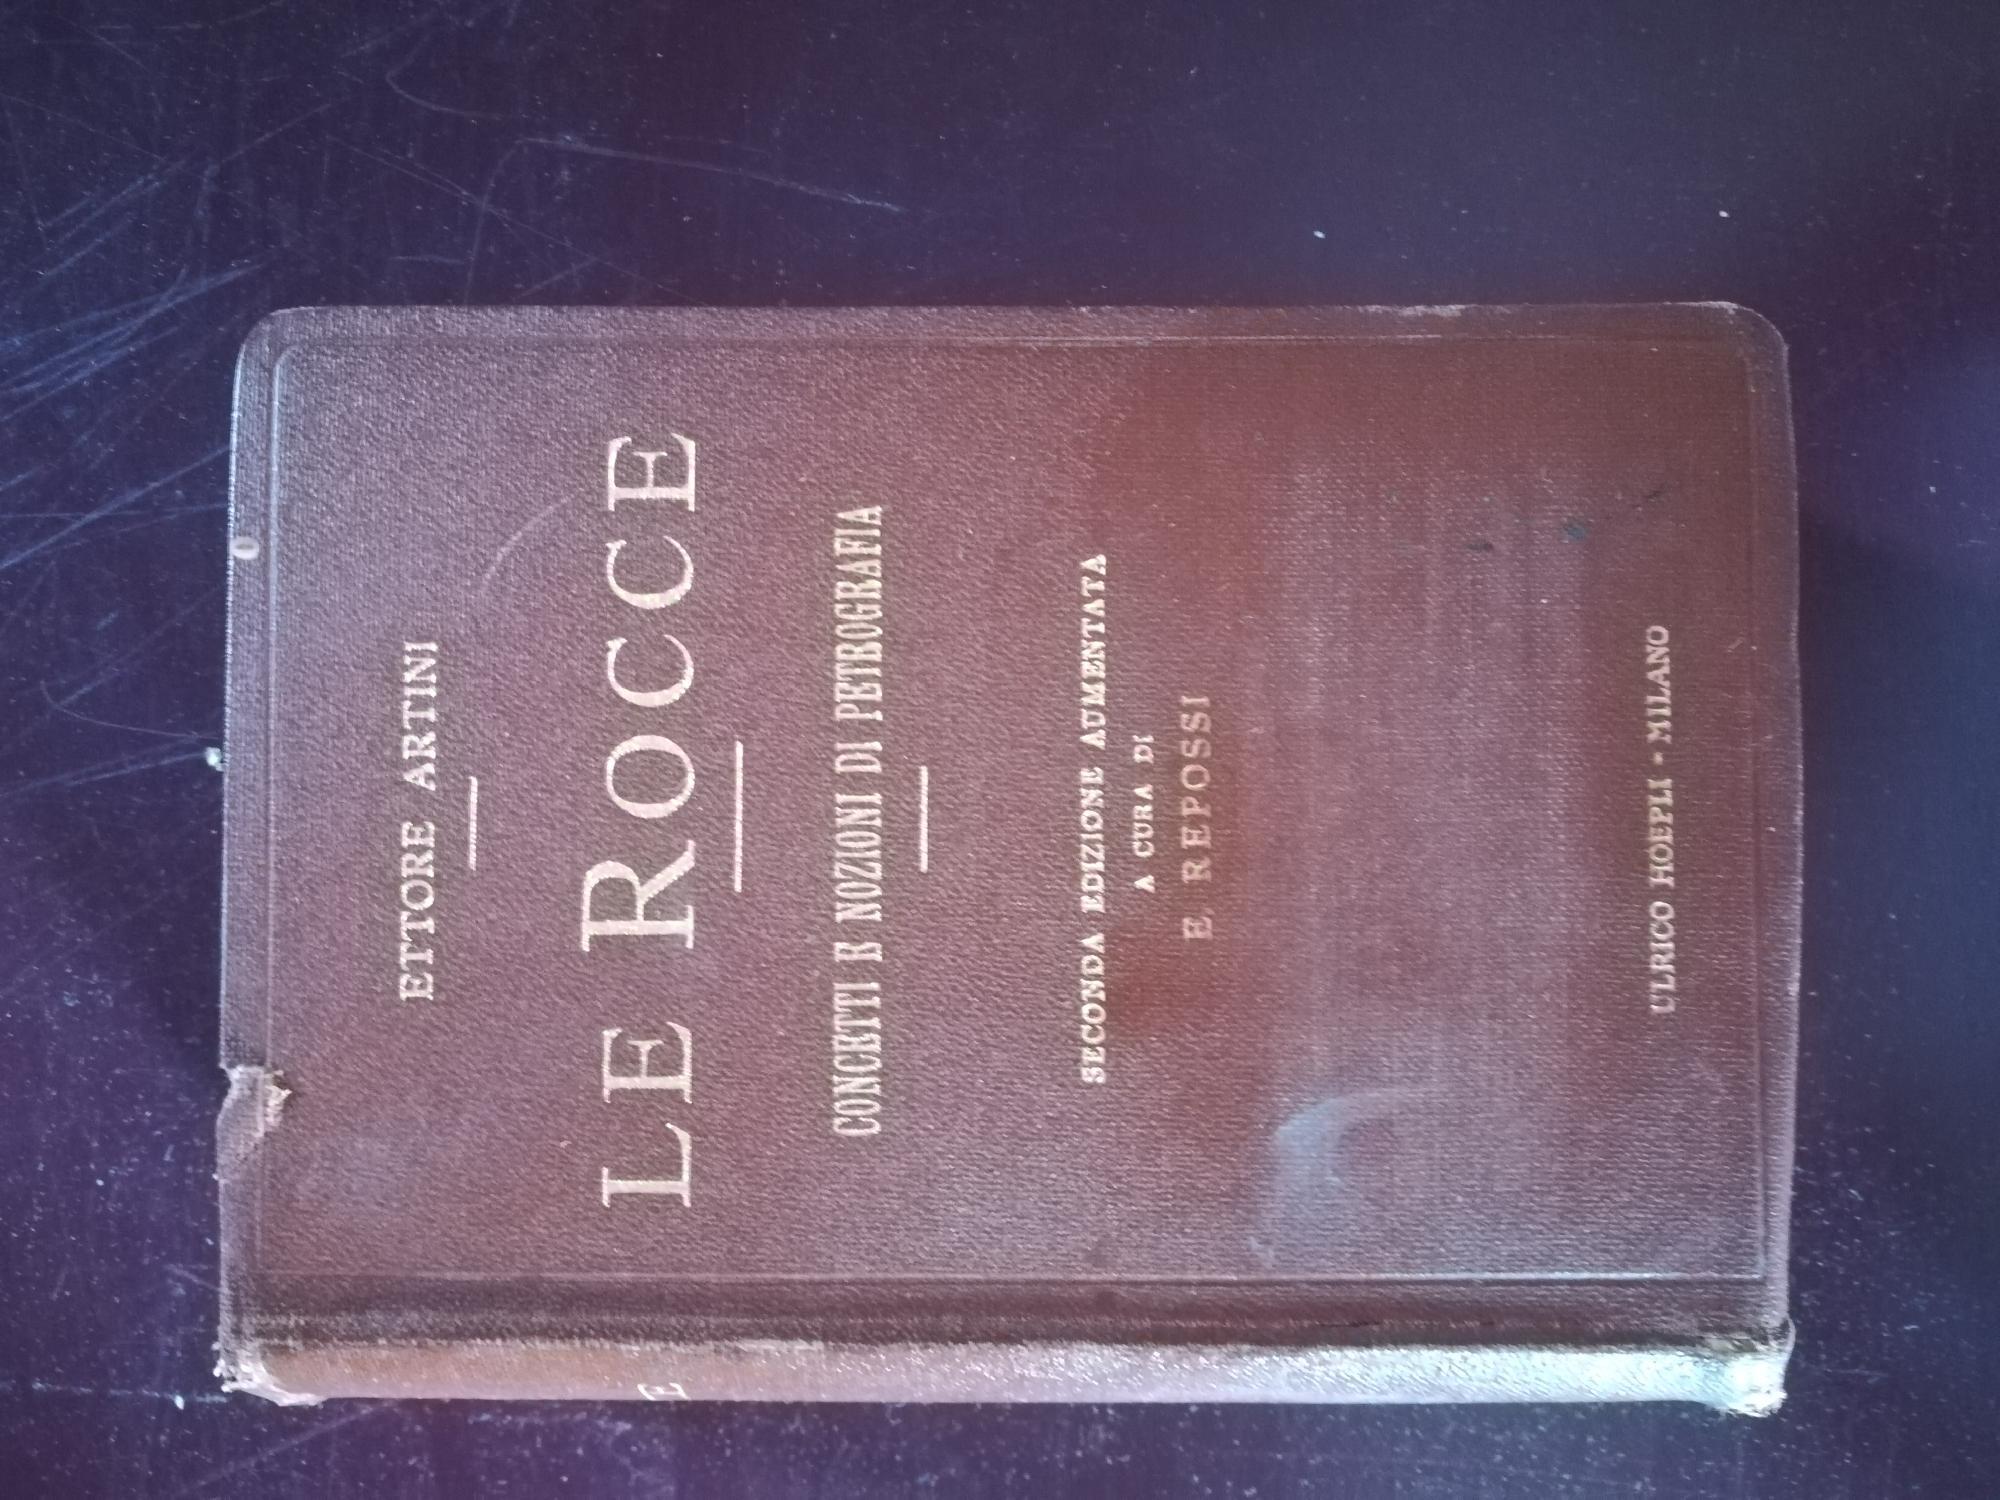 ETTORE ARTINI
LE ROCCE
CONCETTI E NOZIONI DI PETROGRAFIA
SECONDA EDIZIONE AUMENTATA
A CURA DI
E REPOSSI
ULRICO HOEPLI - MILANO
E